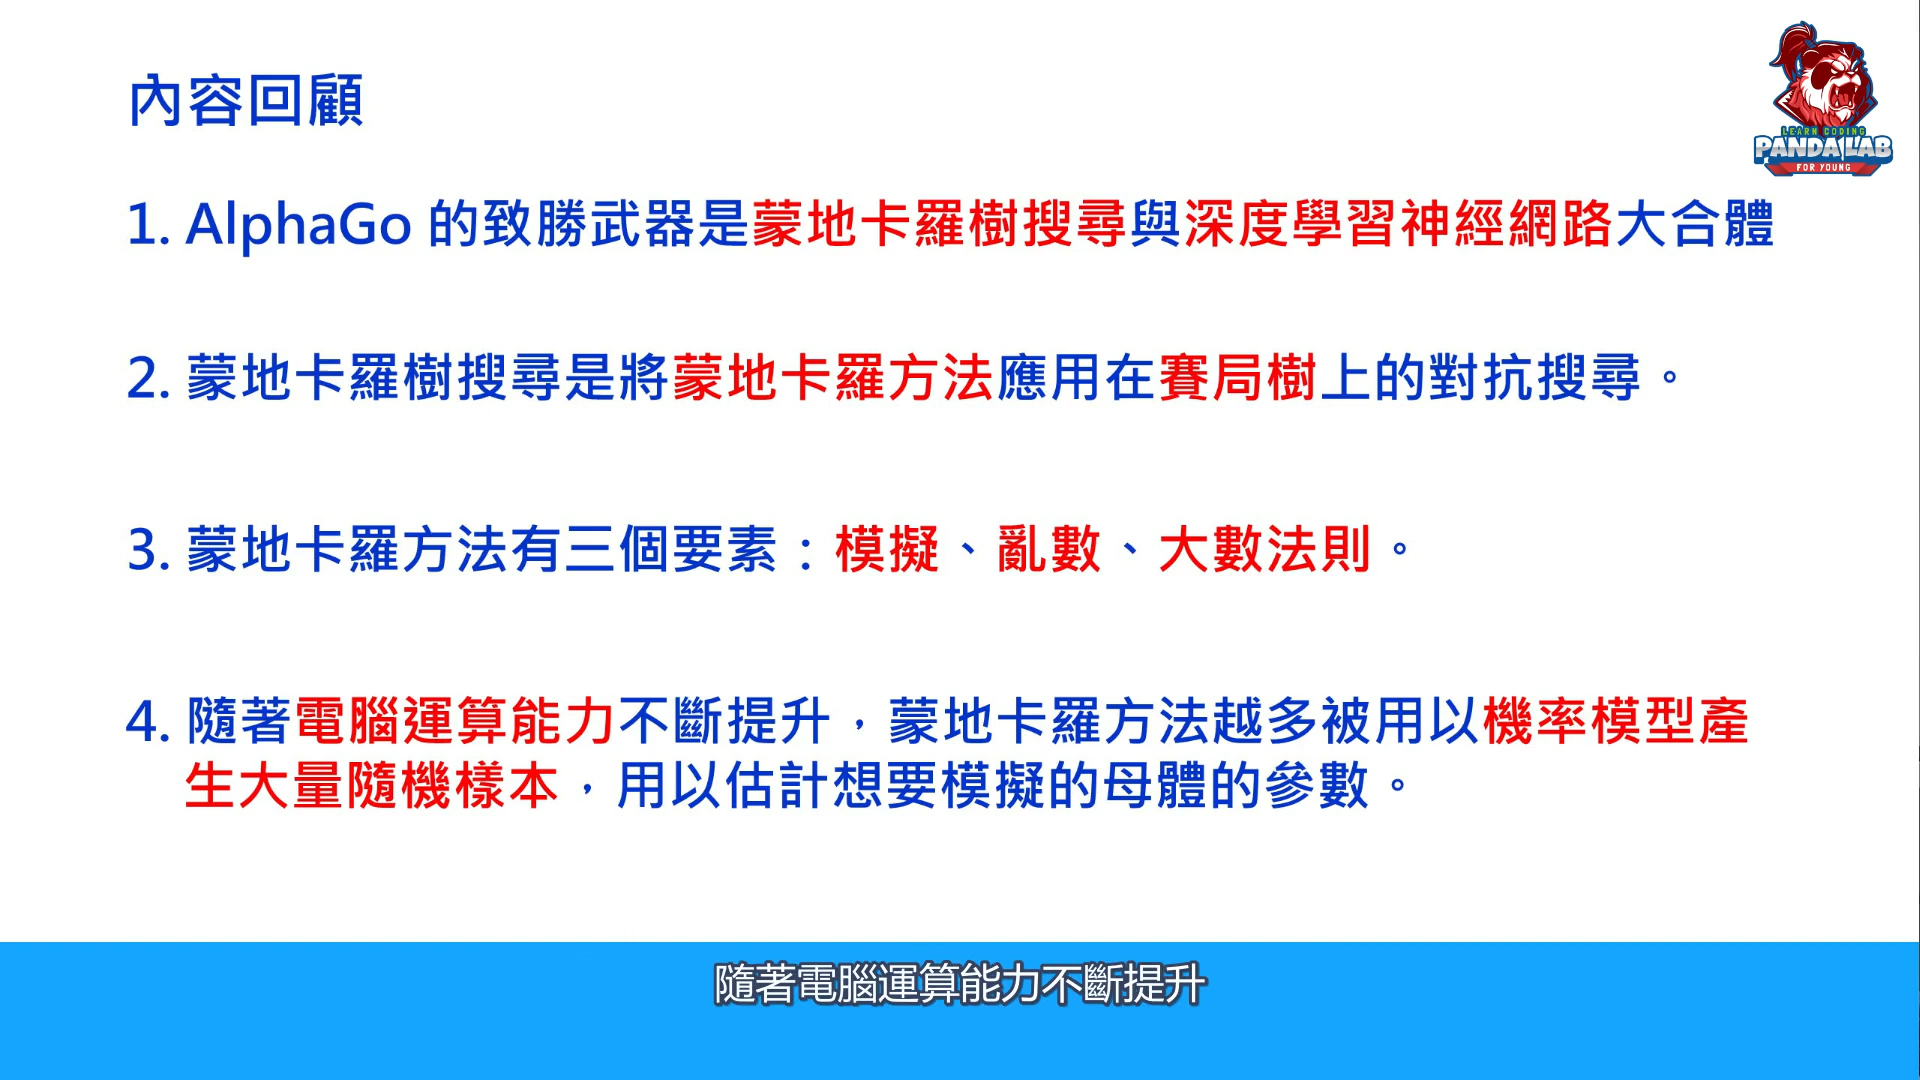 內容回顧
LEARN CODING
PANDA LAB
FOR YOUNG
1. AlphaGo 的致勝武器是蒙地卡羅樹搜尋與深度學習神經網路大合體
2. 蒙地卡羅樹搜尋是將蒙地卡羅方法應用在賽局樹上的對抗搜尋。
3. 蒙地卡羅方法有三個要素：模擬、亂數、大數法則。
4. 隨著電腦運算能力不斷提升，蒙地卡羅方法越多被用以機率模型產
生大量隨機樣本，用以估計想要模擬的母體的參數。
隨著電腦運算能力不斷提升